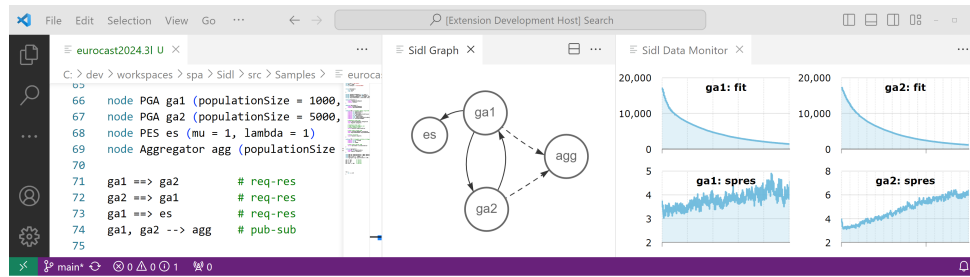 File Edit Selection View Go ··· [Extension Development Host] Search
eurocast2024.3l U
C: > dev > workspaces > spa > Sidl > src > Samples > euroca
65
66 node PGA ga1 (populationSize = 1000,
67 node PGA ga2 (populationSize = 5000,
68 node PES es (mu = 1, lambda = 1)
69 node Aggregator agg (populationSize
70
71 ga1 ==> ga2 # req-res
72 ga2 ==> ga1 # req-res
73 ga1 ==> es # req-res
74 ga1, ga2 --> agg # pub-sub
75
Sidl Graph
ga1
es
agg
ga2
Sidl Data Monitor
ga1: fit
20,000
10,000
0
ga2: fit
20,000
10,000
0
ga1: spres
5
4
3
2
ga2: spres
8
6
4
2
main* 0 0 1 0